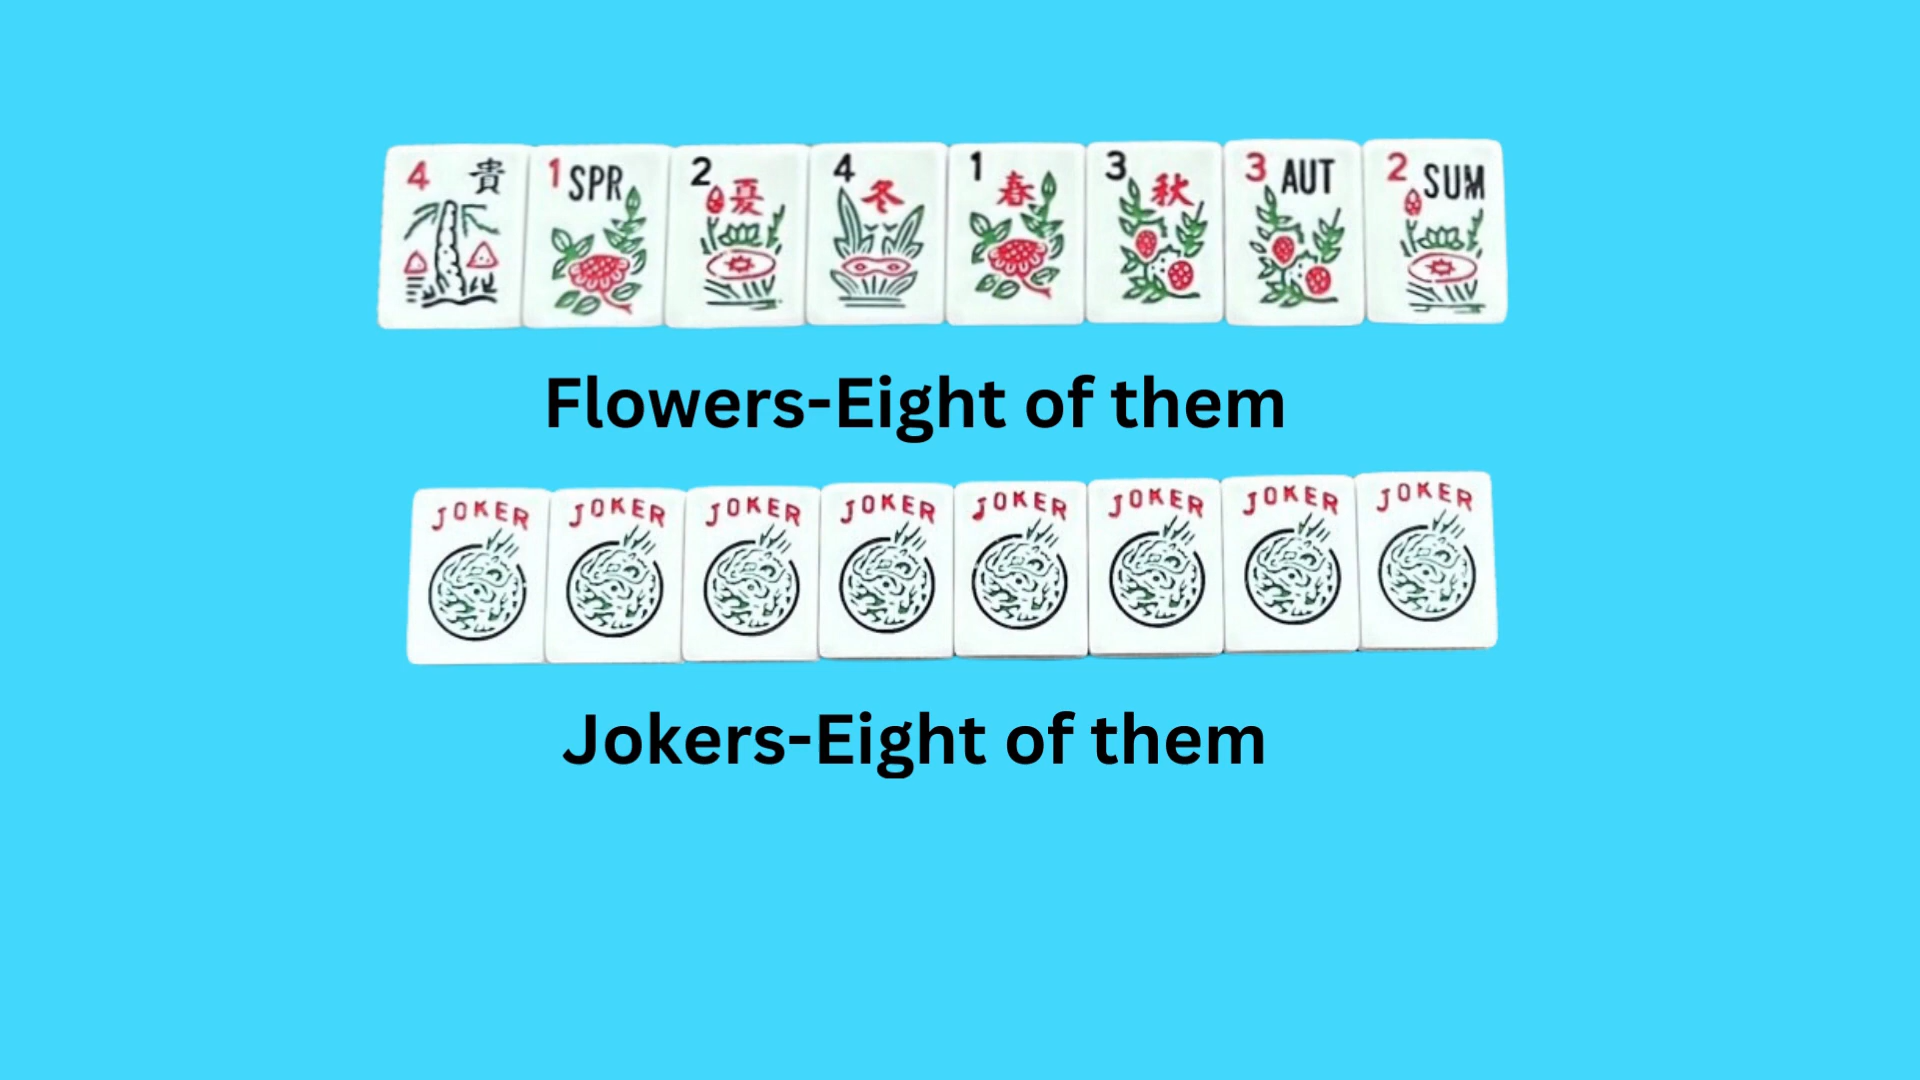 4 貴 1 SPR 2 夏 4 冬 1 春 3 秋 3 AUT 2 SUM
Flowers-Eight of them
JOKER JOKER JOKER JOKER JOKER JOKER JOKER JOKER
Jokers-Eight of them